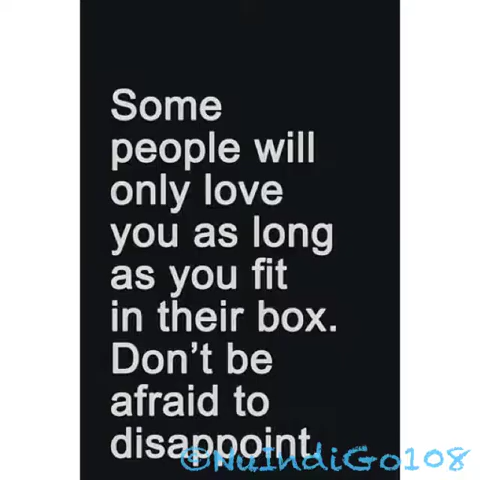 Some
people will
only love
you as long
as you fit
in their box.
Don't be
afraid to
disappoint.
©NuIndiGo108